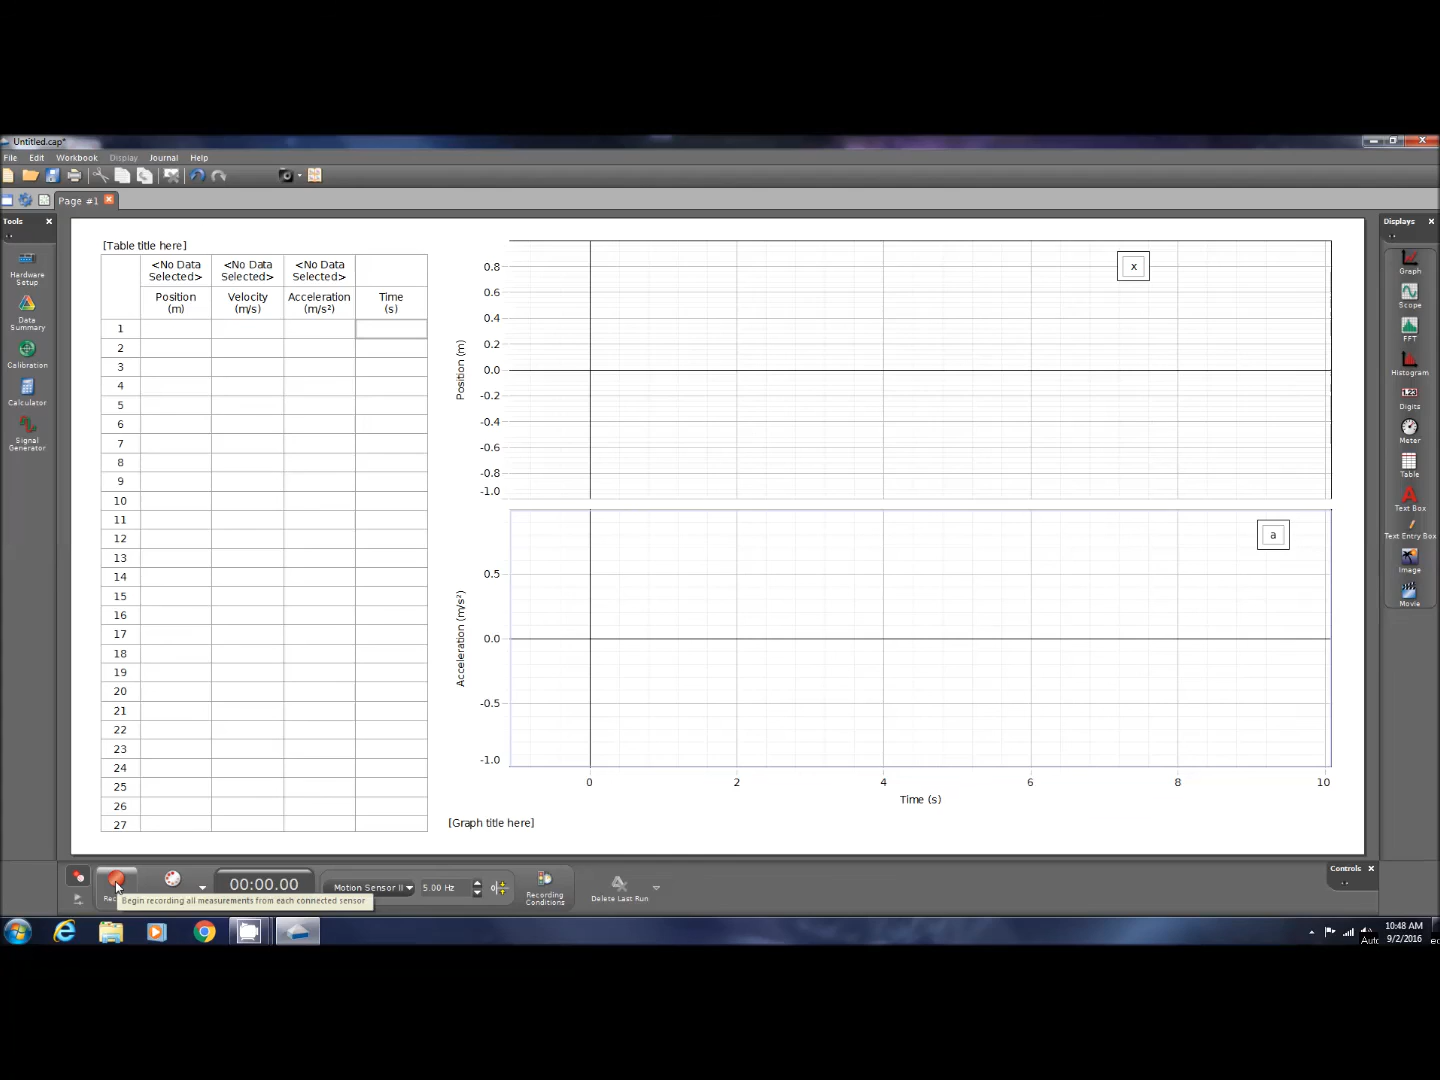 Untitled.cap*
File Edit Workbook Display Journal Help
Page #1
Tools
Displays
Hardware
Setup
Data
Summary
Calibration
Calculator
Signal
Generator
[Table title here]
<No Data
Selected>
<No Data
Selected>
<No Data
Selected>
Position
(m)
Velocity
(m/s)
Acceleration
(m/s²)
Time
(s)
1
2
3
4
5
6
7
8
9
10
11
12
13
14
15
16
17
18
19
20
21
22
23
24
25
26
27
Position (m)
0.8
0.6
0.4
0.2
0.0
-0.2
-0.4
-0.6
-0.8
-1.0
x
Acceleration (m/s²)
0.5
0.0
-0.5
-1.0
a
0 2 4 6 8 10
Time (s)
[Graph title here]
Graph
Scope
FFT
Histogram
1.23
Digits
Meter
Table
A
Text Box
Text Entry Box
Image
Movie
00:00.00
Motion Sensor II
5.00 Hz
Recording
Conditions
Delete Last Run
Controls
Begin recording all measurements from each connected sensor
10:48 AM
9/2/2016